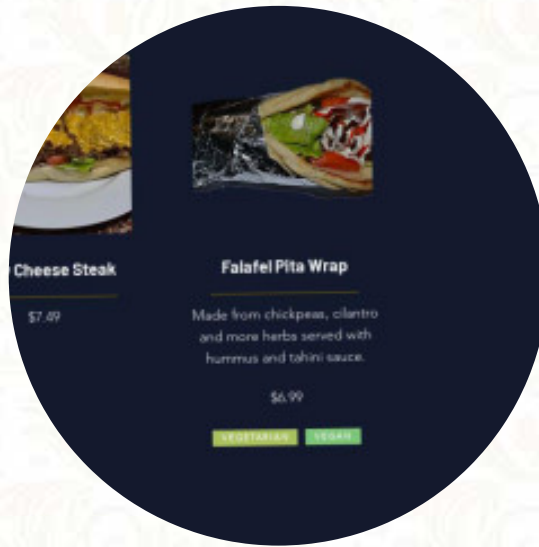 Cheese Steak
$7.49
Falafel Pita Wrap
Made from chickpeas, cilantro
and more herbs served with
hummus and tahini sauce.
$6.99
VEGETARIAN
VEGAN